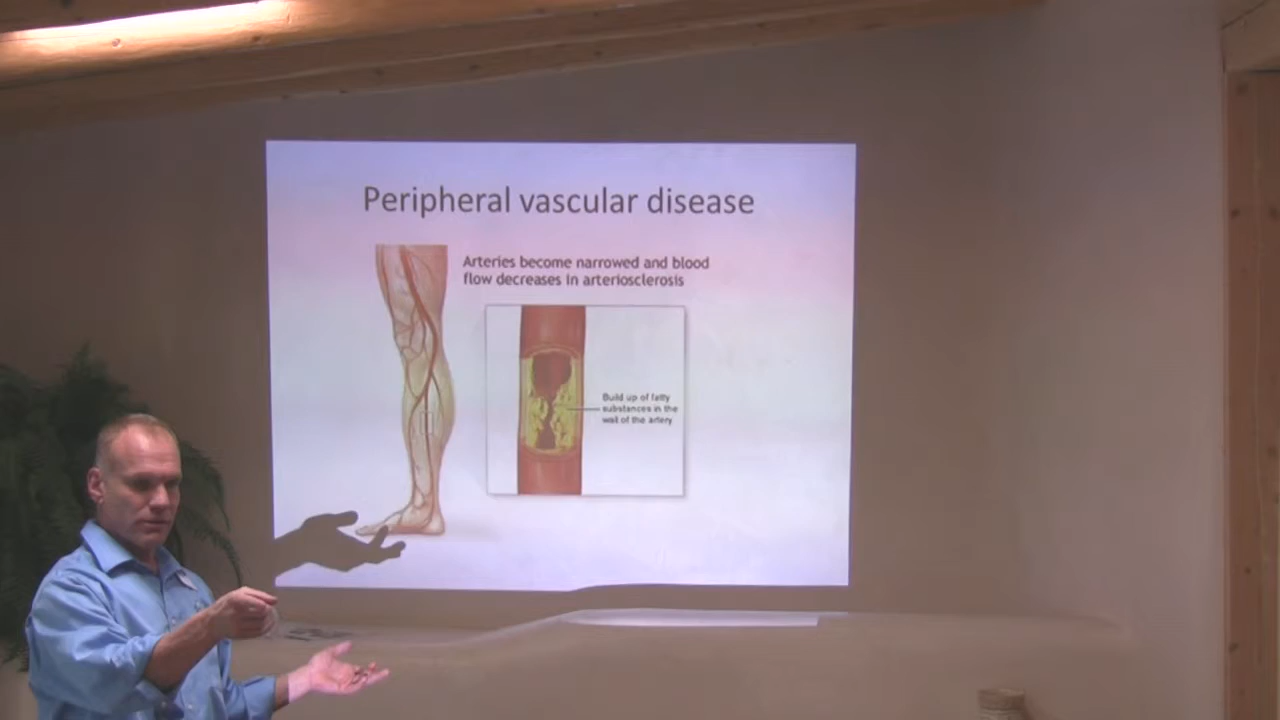 Peripheral vascular disease
Arteries become narrowed and blood
flow decreases in arteriosclerosis
Build up of fatty
substances in the
wall of the artery